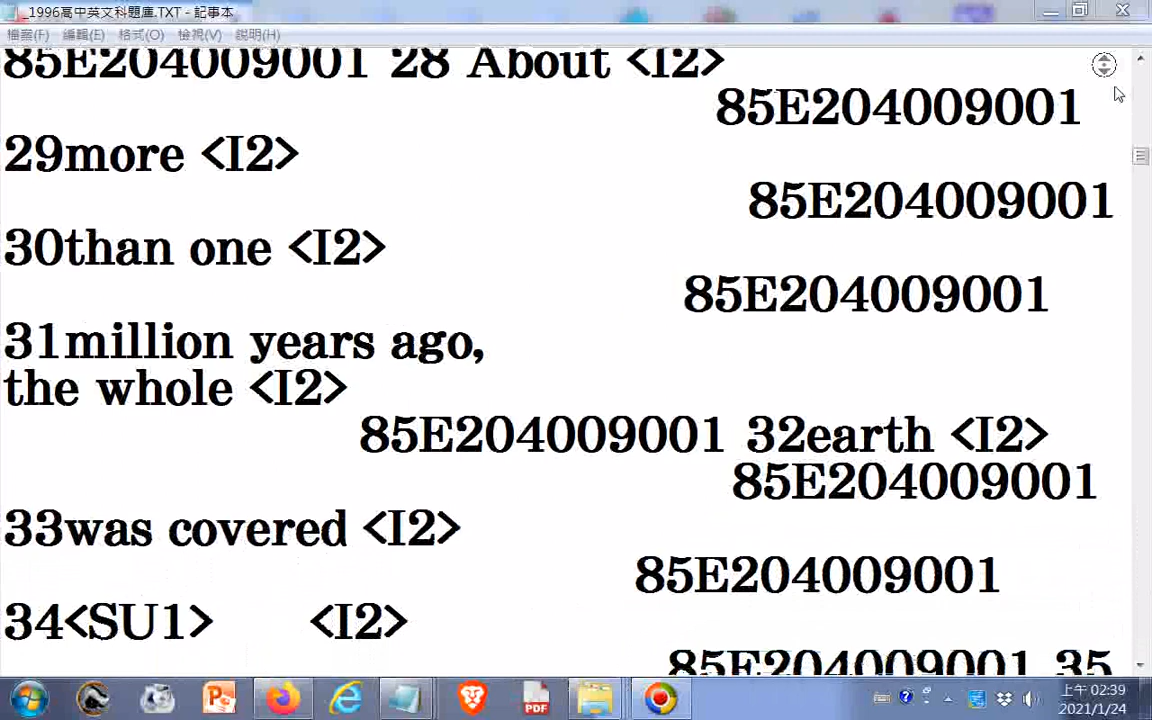 _1996高中英文科題庫.TXT - 記事本
檔案(F) 編輯(E) 格式(O) 檢視(V) 說明(H)
85E204009001 28 About <I2>
85E204009001
29more <I2>
85E204009001
30than one <I2>
85E204009001
31million years ago,
the whole <I2>
85E204009001 32earth <I2>
85E204009001
33was covered <I2>
85E204009001
34<SU1> <I2>
85E204009001 35
PDF
上午 02:39
2021/1/24